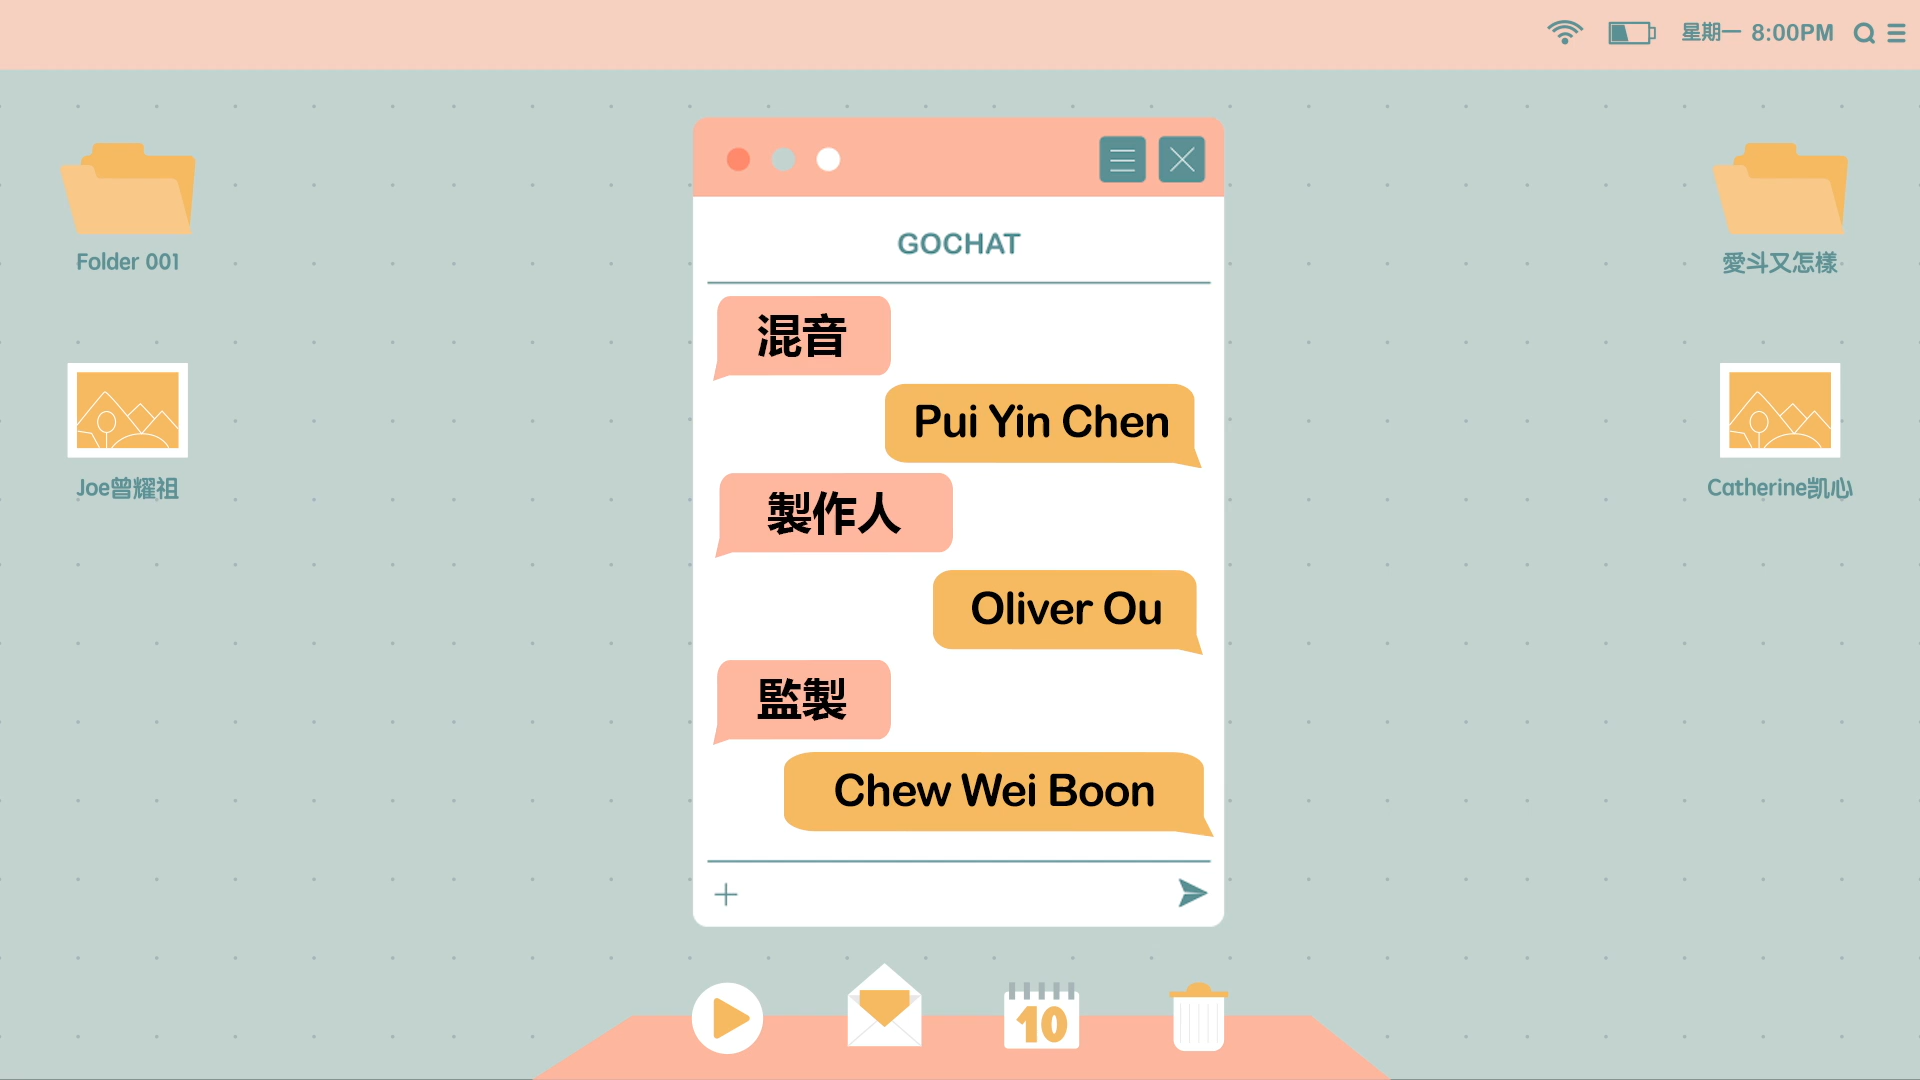 星期一 8:00PM
Folder 001
愛斗又怎樣
Joe曾耀祖
Catherine凯心
GOCHAT
混音
Pui Yin Chen
製作人
Oliver Ou
監製
Chew Wei Boon
10